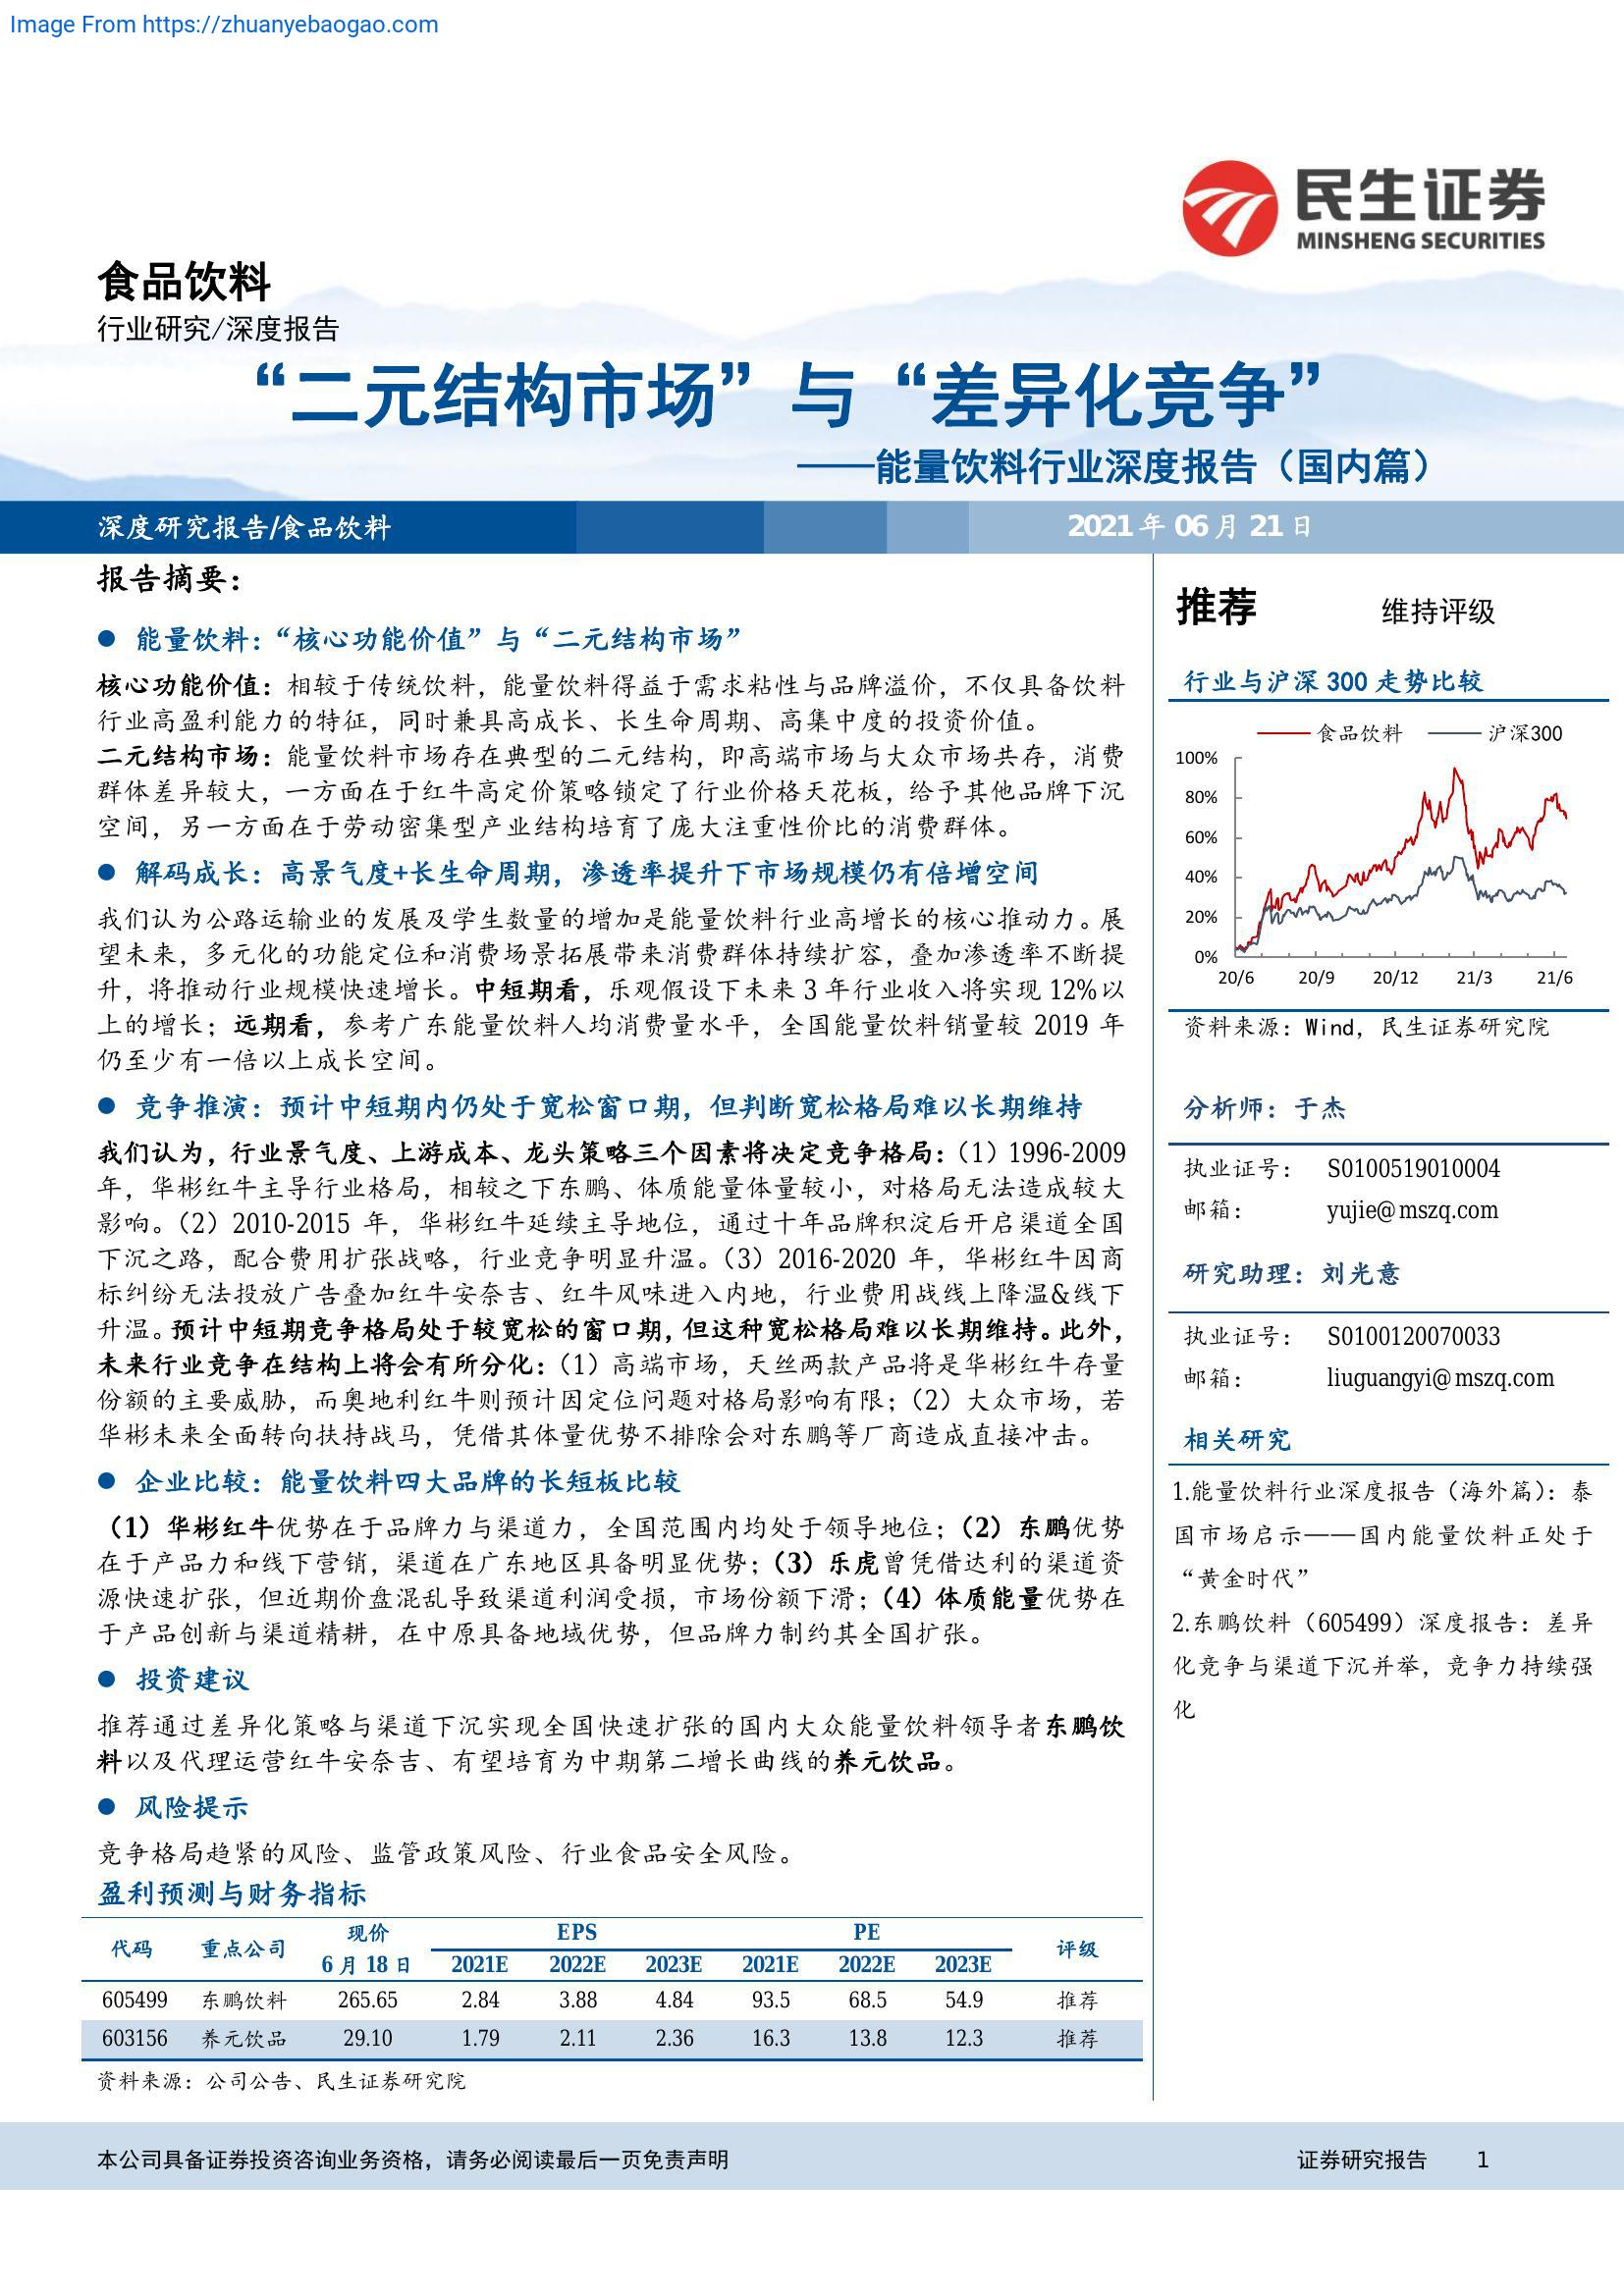 Image From https://zhuanyebaogao.com
民生证券
MINSHENG SECURITIES
食品饮料
行业研究/深度报告
“二元结构市场”与“差异化竞争”
——能量饮料行业深度报告（国内篇）
深度研究报告/食品饮料
2021 年 06 月 21 日
报告摘要：
● 能量饮料：“核心功能价值”与“二元结构市场”
核心功能价值：相较于传统饮料，能量饮料得益于需求粘性与品牌溢价，不仅具备饮料
行业高盈利能力的特征，同时兼具高成长、长生命周期、高集中度的投资价值。
二元结构市场：能量饮料市场存在典型的二元结构，即高端市场与大众市场共存，消费
群体差异较大，一方面在于红牛高定价策略锁定了行业价格天花板，给予其他品牌下沉
空间，另一方面在于劳动密集型产业结构培育了庞大注重性价比的消费群体。
● 解码成长：高景气度+长生命周期，渗透率提升下市场规模仍有倍增空间
我们认为公路运输业的发展及学生数量的增加是能量饮料行业高增长的核心推动力。展
望未来，多元化的功能定位和消费场景拓展带来消费群体持续扩容，叠加渗透率不断提
升，将推动行业规模快速增长。中短期看，乐观假设下未来 3 年行业收入将实现 12%以
上的增长；远期看，参考广东能量饮料人均消费量水平，全国能量饮料销量较 2019 年
仍至少有一倍以上成长空间。
● 竞争推演：预计中短期内仍处于宽松窗口期，但判断宽松格局难以长期维持
我们认为，行业景气度、上游成本、龙头策略三个因素将决定竞争格局：（1）1996-2009
年，华彬红牛主导行业格局，相较之下东鹏、体质能量体量较小，对格局无法造成较大
影响。（2）2010-2015 年，华彬红牛延续主导地位，通过十年品牌积淀后开启渠道全国
下沉之路，配合费用扩张战略，行业竞争明显升温。（3）2016-2020 年，华彬红牛因商
标纠纷无法投放广告叠加红牛安奈吉、红牛风味进入内地，行业费用战线上降温&线下
升温。预计中短期竞争格局处于较宽松的窗口期，但这种宽松格局难以长期维持。此外，
未来行业竞争在结构上将会有所分化：（1）高端市场，天丝两款产品将是华彬红牛存量
份额的主要威胁，而奥地利红牛则预计因定位问题对格局影响有限；（2）大众市场，若
华彬未来全面转向扶持战马，凭借其体量优势不排除会对东鹏等厂商造成直接冲击。
● 企业比较：能量饮料四大品牌的长短板比较
（1）华彬红牛优势在于品牌力与渠道力，全国范围内均处于领导地位；（2）东鹏优势
在于产品力和线下营销，渠道在广东地区具备明显优势；（3）乐虎曾凭借达利的渠道资
源快速扩张，但近期价盘混乱导致渠道利润受损，市场份额下滑；（4）体质能量优势在
于产品创新与渠道精耕，在中原具备地域优势，但品牌力制约其全国扩张。
● 投资建议
推荐通过差异化策略与渠道下沉实现全国快速扩张的国内大众能量饮料领导者东鹏饮
料以及代理运营红牛安奈吉、有望培育为中期第二增长曲线的养元饮品。
● 风险提示
竞争格局趋紧的风险、监管政策风险、行业食品安全风险。
盈利预测与财务指标
代码 重点公司 现价 EPS PE 评级
6 月 18 日 2021E 2022E 2023E 2021E 2022E 2023E
605499 东鹏饮料 265.65 2.84 3.88 4.84 93.5 68.5 54.9 推荐
603156 养元饮品 29.10 1.79 2.11 2.36 16.3 13.8 12.3 推荐
资料来源：公司公告、民生证券研究院
推荐 维持评级
行业与沪深 300 走势比较
食品饮料 沪深300
100%
80%
60%
40%
20%
0%
20/6 20/9 20/12 21/3 21/6
资料来源：Wind，民生证券研究院
分析师：于杰
执业证号： S0100519010004
邮箱： yujie@mszq.com
研究助理：刘光意
执业证号： S0100120070033
邮箱： liuguangyi@mszq.com
相关研究
1.能量饮料行业深度报告（海外篇）：泰
国市场启示——国内能量饮料正处于
“黄金时代”
2.东鹏饮料（605499）深度报告：差异
化竞争与渠道下沉并举，竞争力持续强
化
本公司具备证券投资咨询业务资格，请务必阅读最后一页免责声明
证券研究报告 1